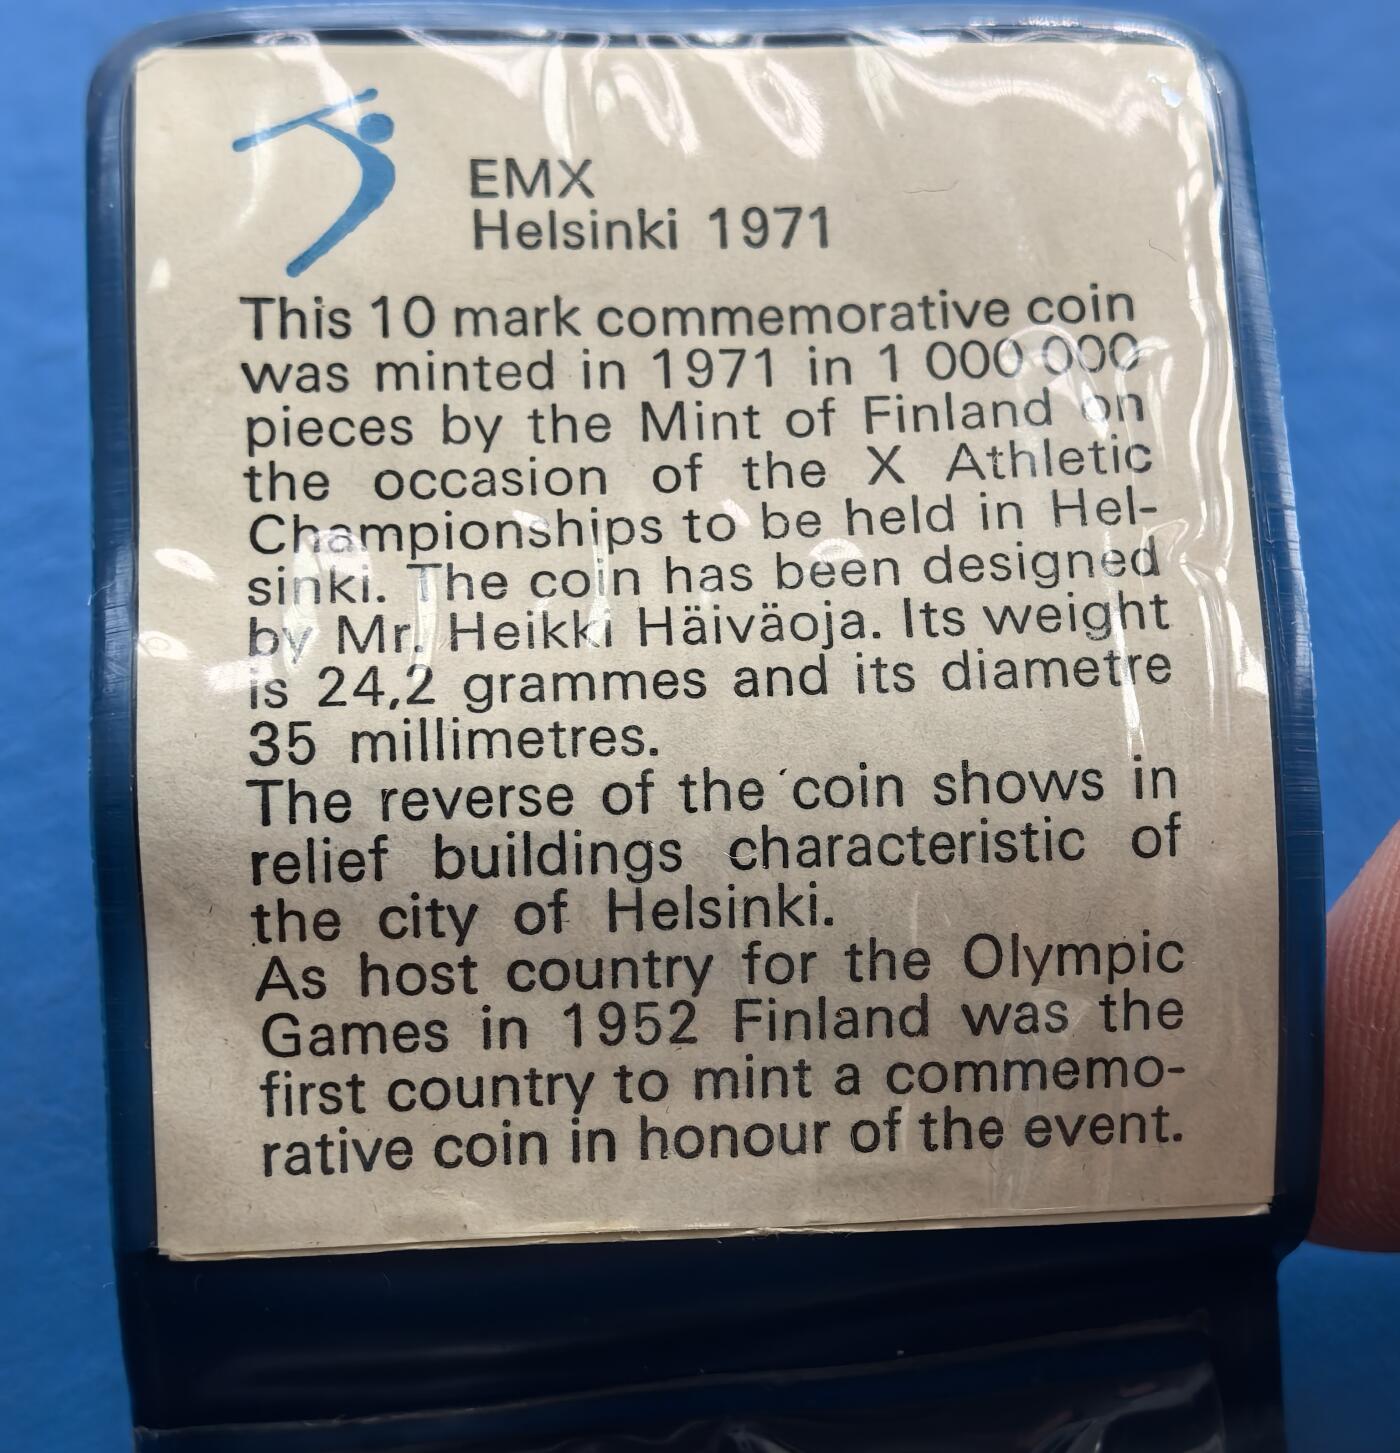 EMX
Helsinki 1971
This 10 mark commemorative coin
was minted in 1971 in 1 000 000
pieces by the Mint of Finland on
the occasion of the X Athletic
Championships to be held in Hel-
sinki. The coin has been designed
by Mr. Heikki Häiväoja. Its weight
is 24,2 grammes and its diametre
35 millimetres.
The reverse of the coin shows in
relief buildings characteristic of
the city of Helsinki.
As host country for the Olympic
Games in 1952 Finland was the
first country to mint a commemo-
rative coin in honour of the event.